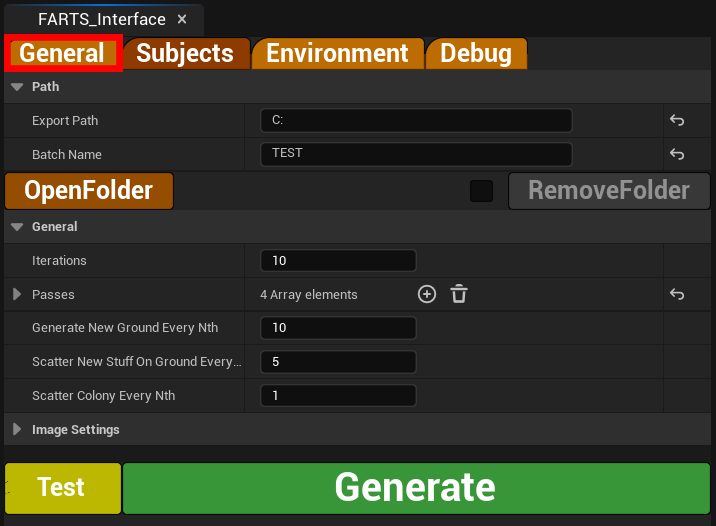 FARTS_Interface ×
General Subjects Environment Debug
Path
Export Path C:
Batch Name TEST
OpenFolder RemoveFolder
General
Iterations 10
Passes 4 Array elements
Generate New Ground Every Nth 10
Scatter New Stuff On Ground Every... 5
Scatter Colony Every Nth 1
Image Settings
Test Generate